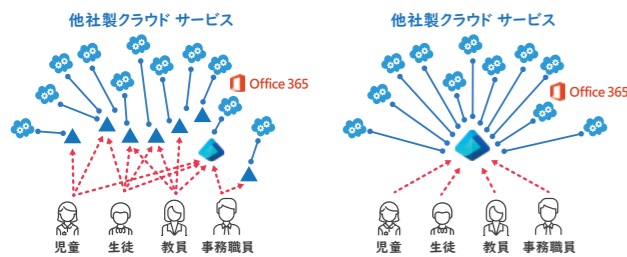 他社製クラウド サービス
Office 365
児童
生徒
教員
事務職員
他社製クラウド サービス
Office 365
児童
生徒
教員
事務職員